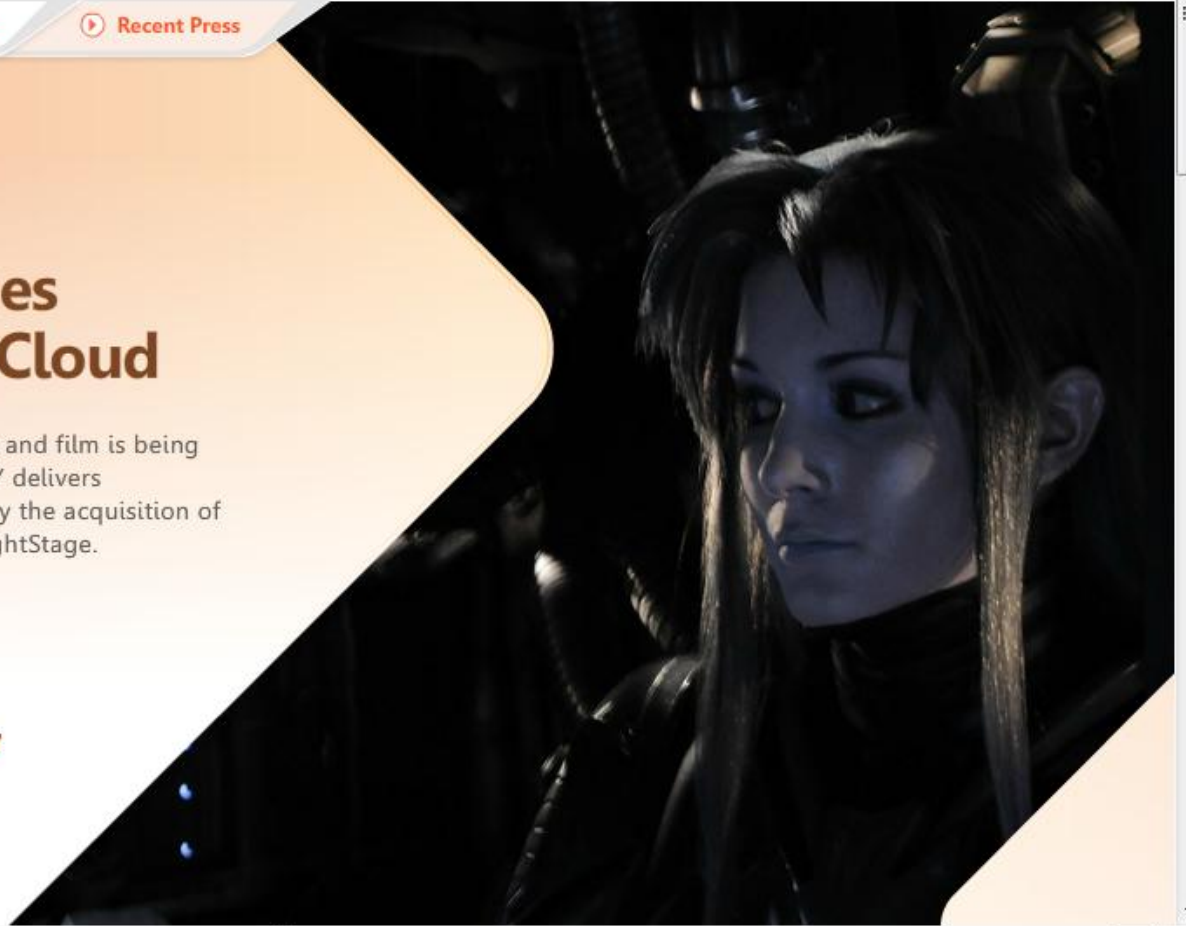 Recent Press
es
Cloud
and film is being
delivers
y the acquisition of
ghtStage.